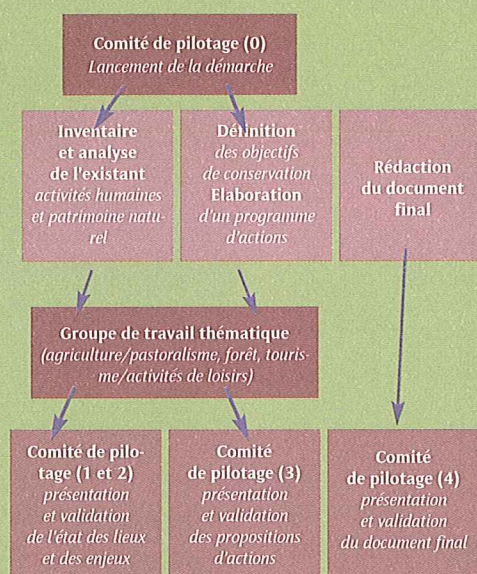 Comité de pilotage (0)
Lancement de la démarche
Inventaire
et analyse
de l'existant
activités humaines
et patrimoine natu-
rel
Définition
des objectifs
de conservation
Elaboration
d'un programme
d'actions
Rédaction
du document
final
Groupe de travail thématique
(agriculture/pastoralisme, forêt, touris-
me/activités de loisirs)
Comité de pilo-
tage (1 et 2)
présentation
et validation
de l'état des lieux
et des enjeux
Comité
de pilotage (3)
présentation
et validation
des propositions
d'actions
Comité
de pilotage (4)
présentation
et validation
du document final